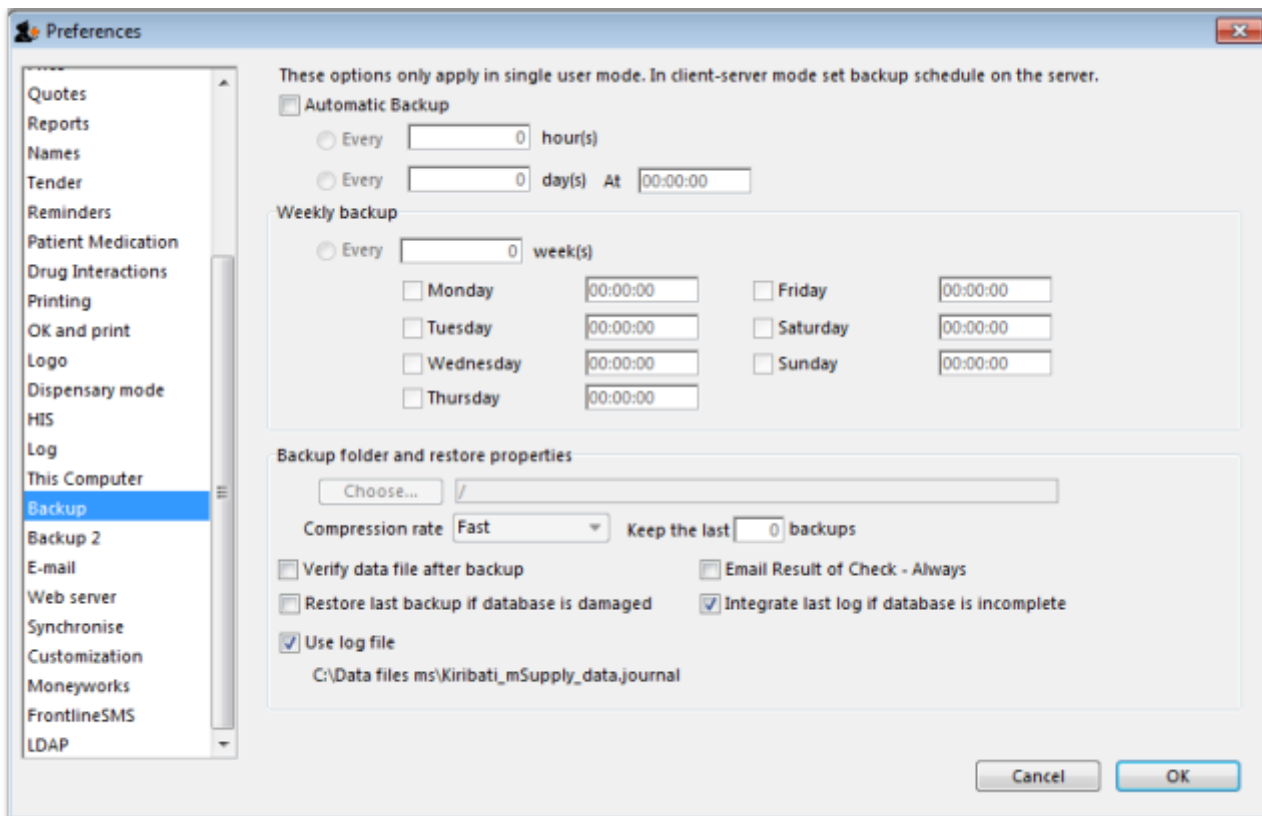 Preferences
Quotes
Reports
Names
Tender
Reminders
Patient Medication
Drug Interactions
Printing
OK and print
Logo
Dispensary mode
HIS
Log
This Computer
Backup
Backup 2
E-mail
Web server
Synchronise
Customization
Moneyworks
FrontlineSMS
LDAP
These options only apply in single user mode. In client-server mode set backup schedule on the server.
Automatic Backup
Every 0 hour(s)
Every 0 day(s) At 00:00:00
Weekly backup
Every 0 week(s)
Monday 00:00:00 Friday 00:00:00
Tuesday 00:00:00 Saturday 00:00:00
Wednesday 00:00:00 Sunday 00:00:00
Thursday 00:00:00
Backup folder and restore properties
Choose... /
Compression rate Fast Keep the last 0 backups
Verify data file after backup Email Result of Check - Always
Restore last backup if database is damaged Integrate last log if database is incomplete
Use log file
C:\Data files ms\Kiribati_mSupply_data.journal
Cancel OK